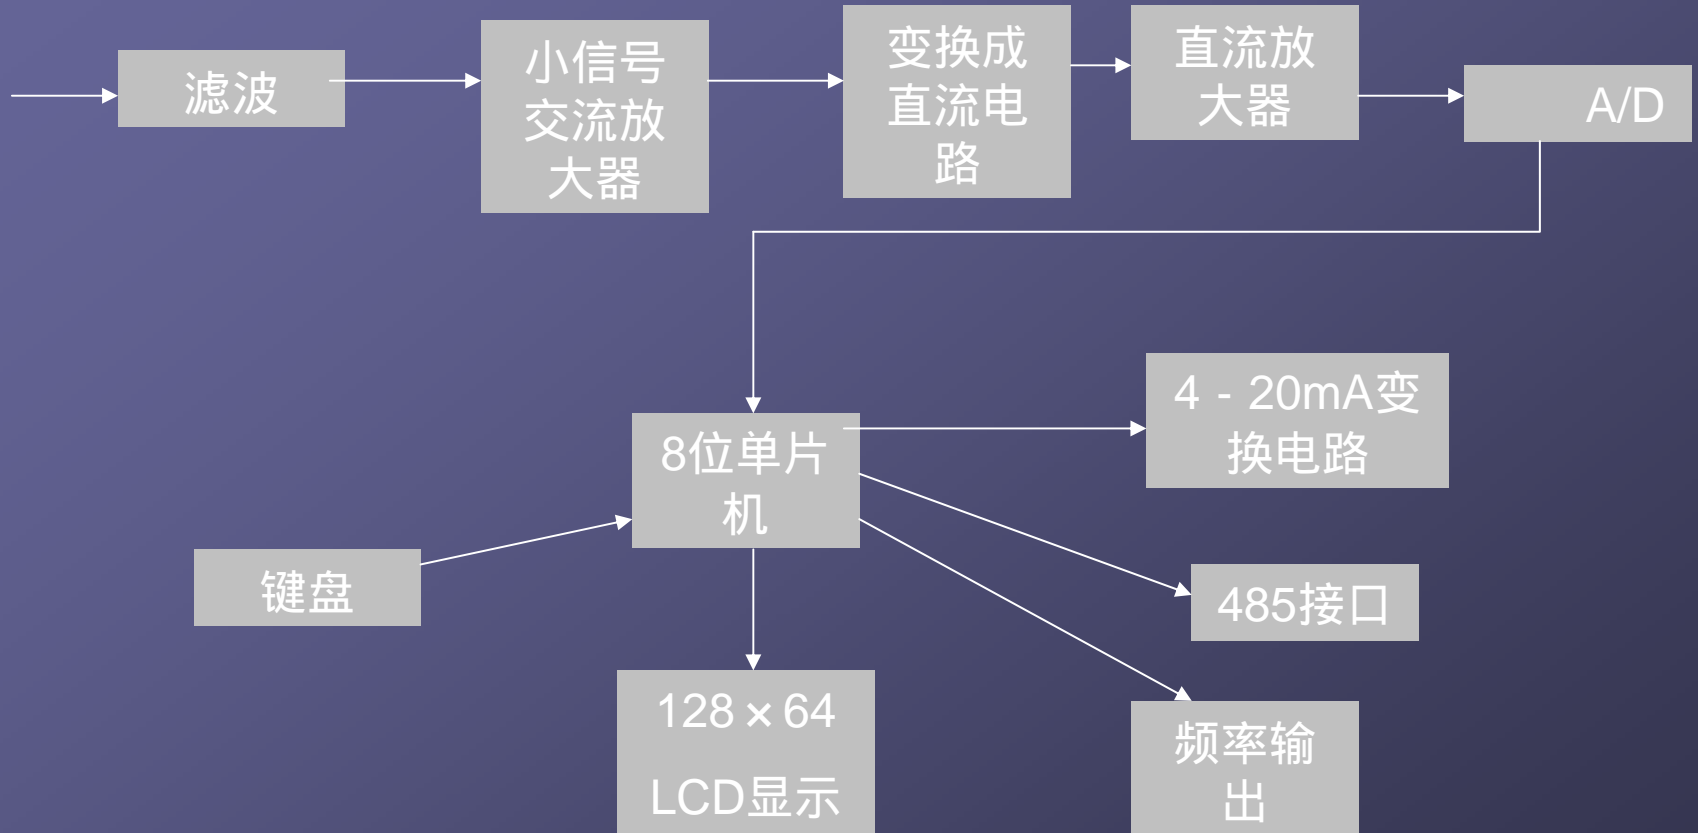 滤波
小信号
交流放
大器
变换成
直流电
路
直流放
大器
A/D
4 - 20mA变
换电路
8位单片
机
键盘
485接口
128×64
LCD显示
频率输
出